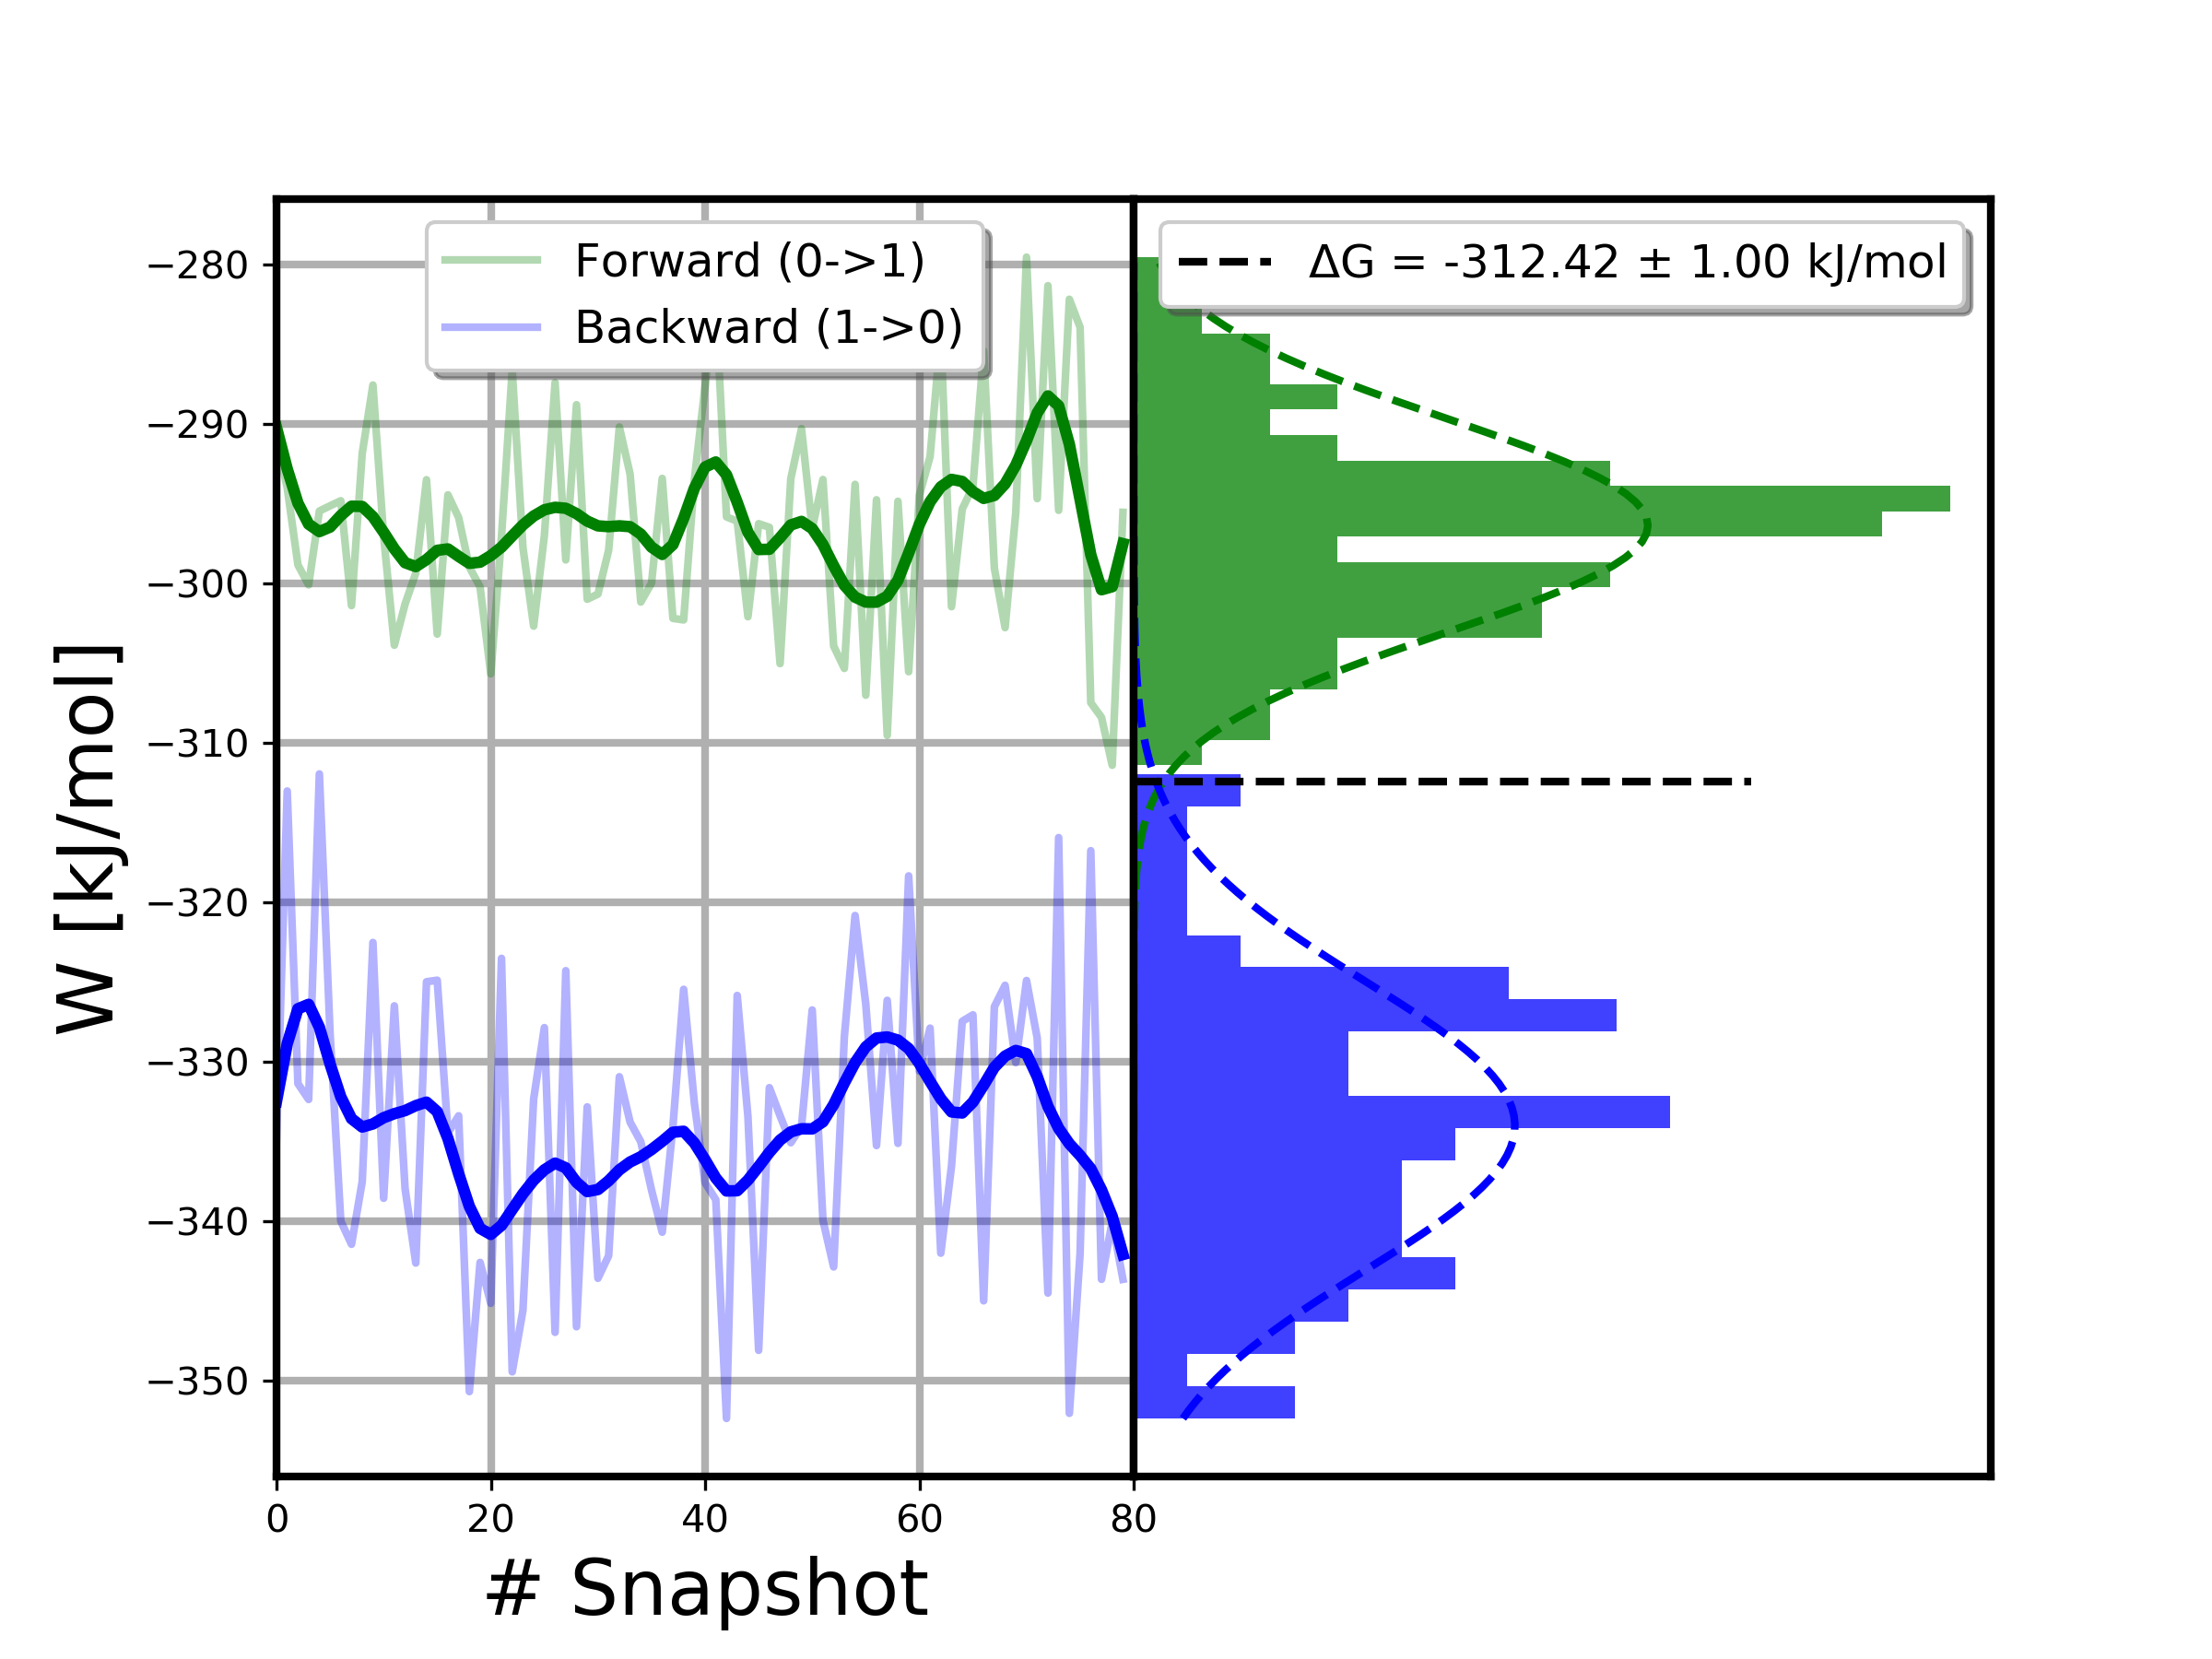 Forward (0->1)
Backward (1->0)
ΔG = -312.42 ± 1.00 kJ/mol
−280
−290
−300
−310
−320
−330
−340
−350
W [kJ/mol]
0 20 40 60 80
# Snapshot